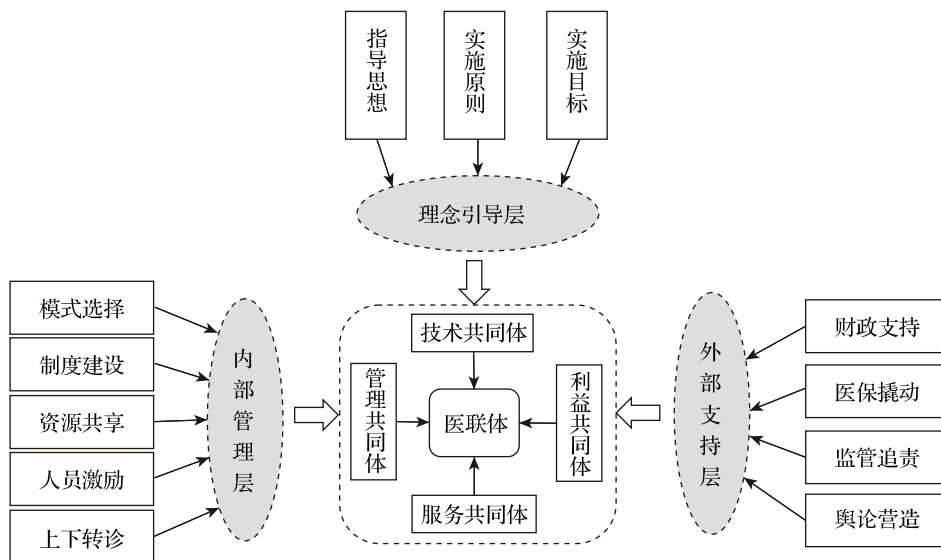 指导思想
实施原则
实施目标
理念引导层
模式选择
制度建设
资源共享
人员激励
上下转诊
内部管理层
技术共同体
管理共同体
医联体
利益共同体
服务共同体
外部支持层
财政支持
医保撬动
监管追责
舆论营造